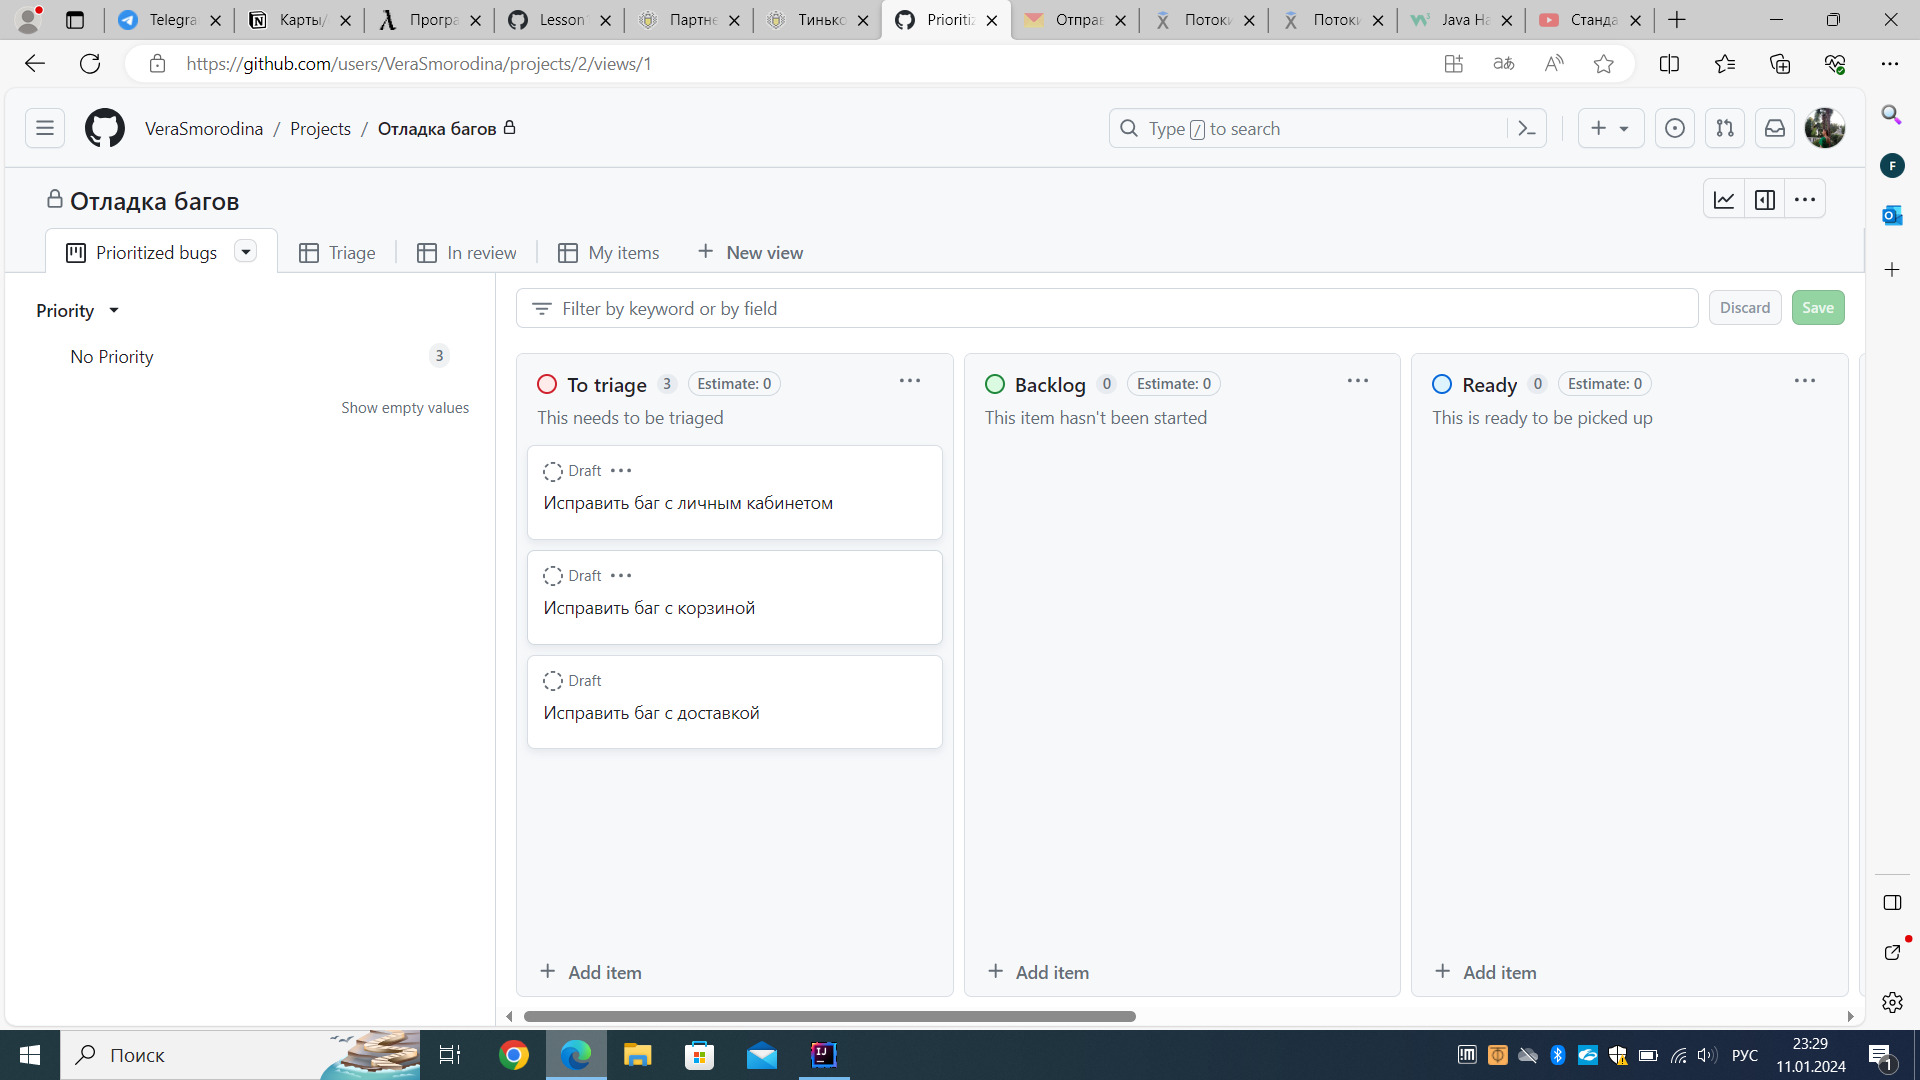 Telegra
Карты/
Програ
Lesson
Партне
Тинько
Prioritiz
Отправ
Потоки
Потоки
Java Ha
Станда
https://github.com/users/VeraSmorodina/projects/2/views/1
VeraSmorodina / Projects / Отладка багов
Type / to search
Отладка багов
Prioritized bugs
Triage
In review
My items
New view
Priority
No Priority 3
Show empty values
Filter by keyword or by field
Discard
Save
To triage 3 Estimate: 0
This needs to be triaged
Draft
Исправить баг с личным кабинетом
Draft
Исправить баг с корзиной
Draft
Исправить баг с доставкой
Add item
Backlog 0 Estimate: 0
This item hasn't been started
Add item
Ready 0 Estimate: 0
This is ready to be picked up
Add item
F
Поиск
РУС
23:29
11.01.2024
1